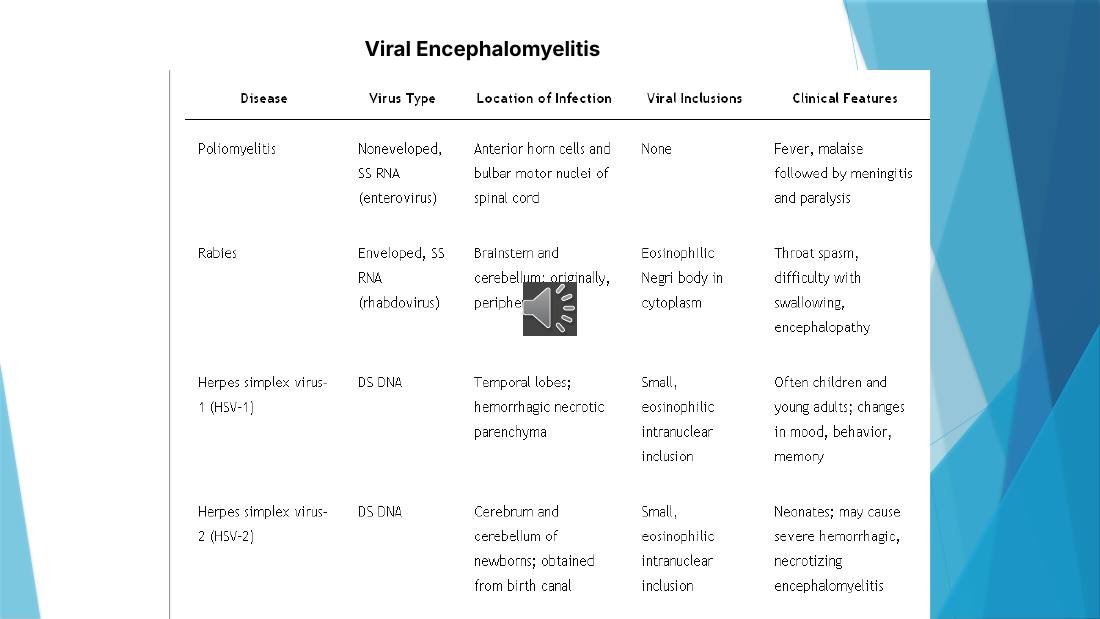 Viral Encephalomyelitis
Disease Virus Type Location of Infection Viral Inclusions Clinical Features
Poliomyelitis Noneveloped, Anterior horn cells and None Fever, malaise
SS RNA bulbar motor nuclei of followed by meningitis
(enterovirus) spinal cord and paralysis
Rabies Enveloped, SS Brainstem and Eosinophilic Throat spasm,
RNA cerebellum; originally, Negri body in difficulty with
(rhabdovirus) cytoplasm swallowing,
encephalopathy
Herpes simplex virus- DS DNA Temporal lobes; Small, Often children and
1 (HSV-1) hemorrhagic necrotic eosinophilic young adults; changes
parenchyma intranuclear in mood, behavior,
inclusion memory
Herpes simplex virus- DS DNA Cerebrum and Small, Neonates; may cause
2 (HSV-2) cerebellum of eosinophilic severe hemorrhagic,
newborns; obtained intranuclear necrotizing
from birth canal inclusion encephalomyelitis